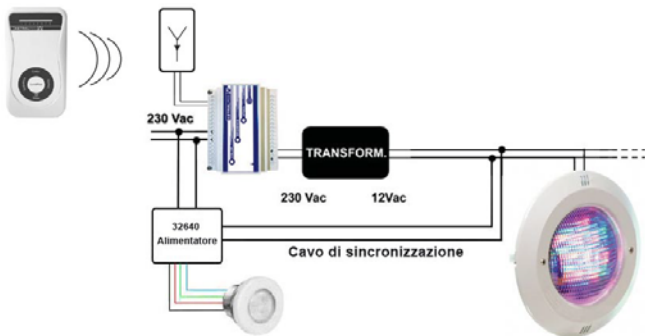 230 Vac
TRANSFORM.
230 Vac
12Vac
32640
Alimentatore
Cavo di sincronizzazione